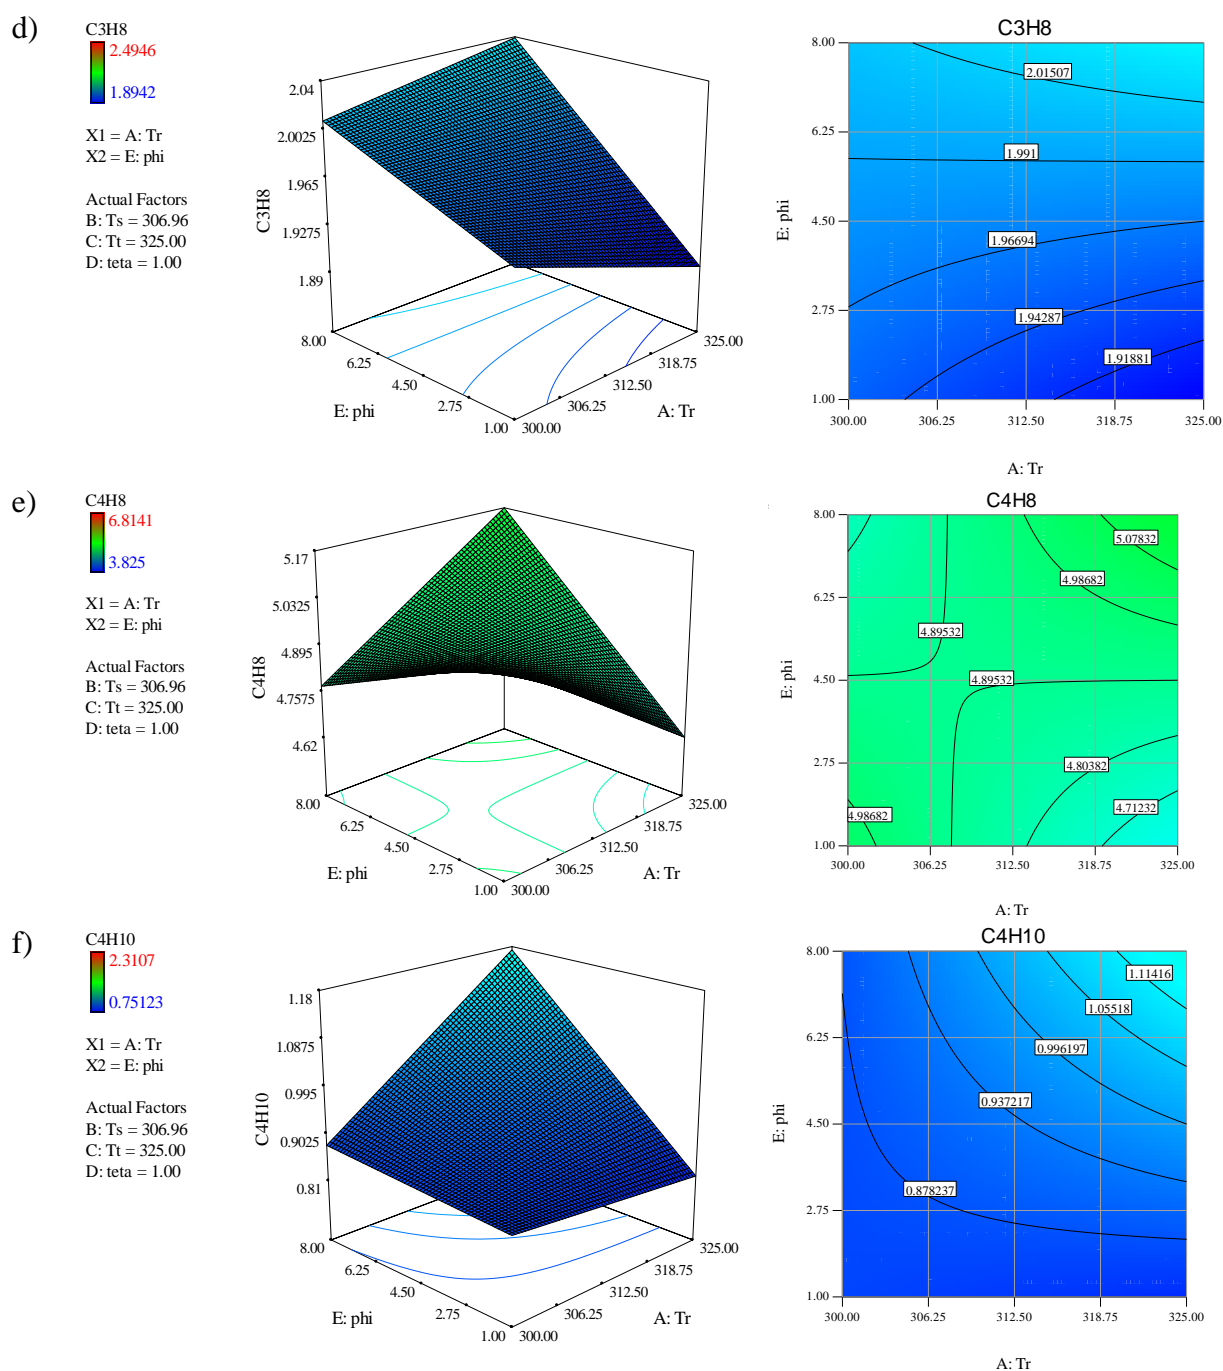 d)
C3H8
2.4946
1.8942
X1 = A: Tr
X2 = E: phi
Actual Factors
B: Ts = 306.96
C: Tt = 325.00
D: teta = 1.00
2.04
2.0025
1.965
1.9275
1.89
C3H8
8.00
6.25
4.50
2.75
1.00
E: phi
300.00
306.25
312.50
318.75
325.00
A: Tr
C3H8
8.00
6.25
4.50
2.75
1.00
E: phi
2.01507
1.991
1.96694
1.94287
1.91881
300.00
306.25
312.50
318.75
325.00
A: Tr
e)
C4H8
6.8141
3.825
X1 = A: Tr
X2 = E: phi
Actual Factors
B: Ts = 306.96
C: Tt = 325.00
D: teta = 1.00
5.17
5.0325
4.895
4.7575
4.62
C4H8
8.00
6.25
4.50
2.75
1.00
E: phi
300.00
306.25
312.50
318.75
325.00
A: Tr
C4H8
8.00
6.25
4.50
2.75
1.00
E: phi
5.07832
4.98682
4.89532
4.89532
4.80382
4.71232
4.98682
300.00
306.25
312.50
318.75
325.00
A: Tr
f)
C4H10
2.3107
0.75123
X1 = A: Tr
X2 = E: phi
Actual Factors
B: Ts = 306.96
C: Tt = 325.00
D: teta = 1.00
1.18
1.0875
0.995
0.9025
0.81
C4H10
8.00
6.25
4.50
2.75
1.00
E: phi
300.00
306.25
312.50
318.75
325.00
A: Tr
C4H10
8.00
6.25
4.50
2.75
1.00
E: phi
1.11416
1.05518
0.996197
0.937217
0.878237
300.00
306.25
312.50
318.75
325.00
A: Tr